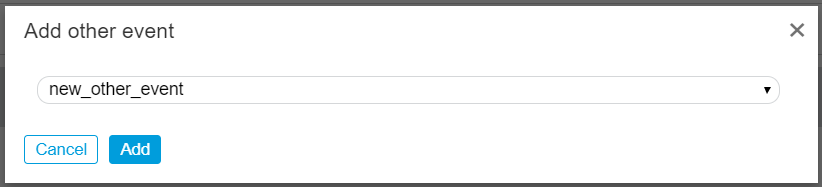 Add other event
new_other_event
Cancel Add